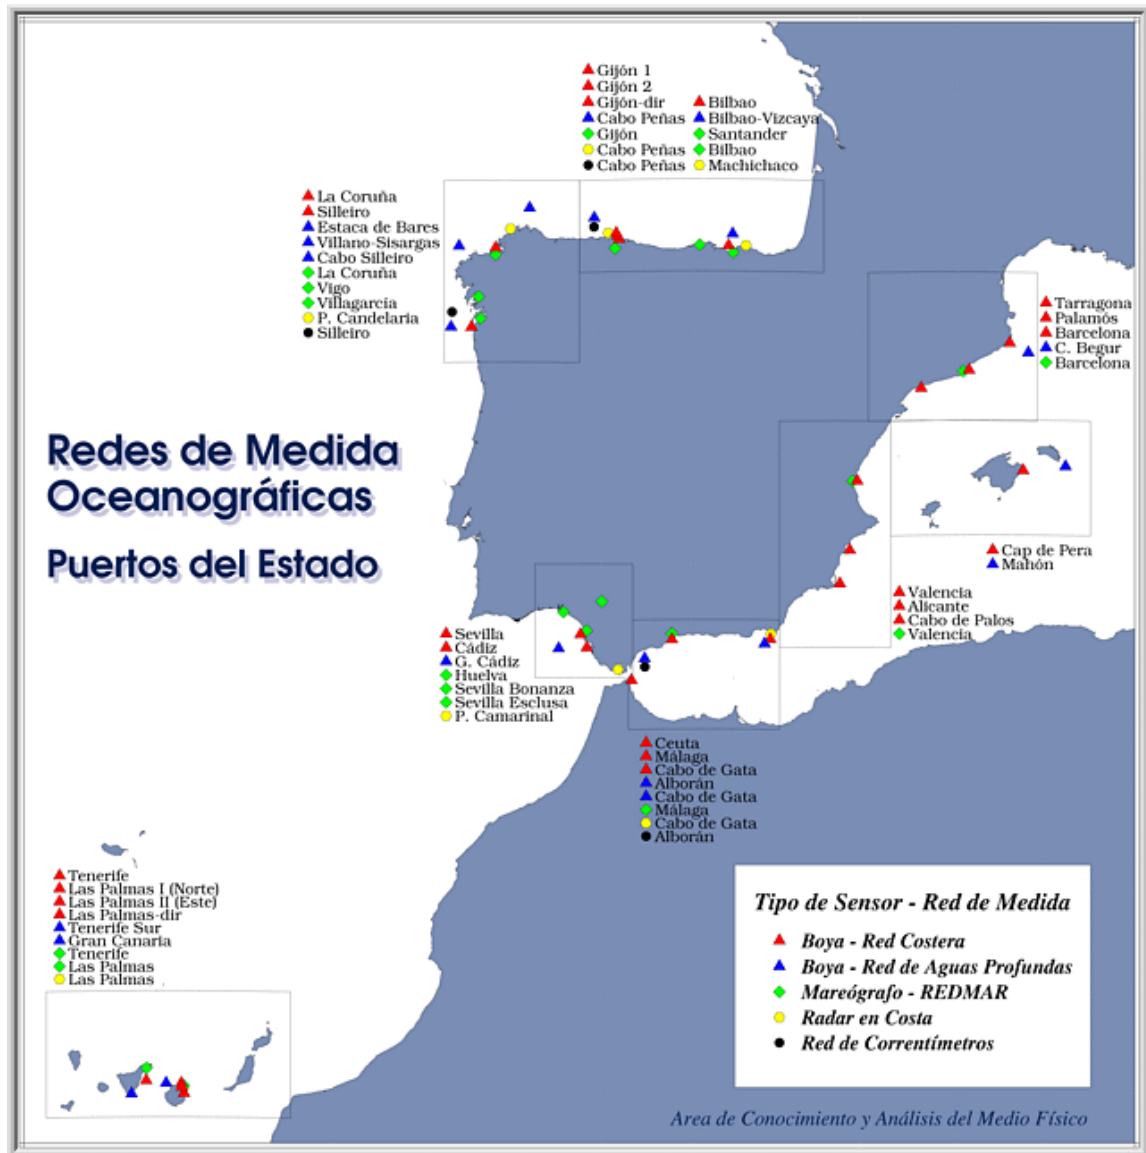 Gijón 1
Gijón 2
Gijón-dir
Cabo Peñas
Gijón
Cabo Peñas
Cabo Peñas
Bilbao
Bilbao-Vizcaya
Santander
Bilbao
Machichaco
La Coruña
Silleiro
Estaca de Bares
Villano-Sisargas
Cabo Silleiro
La Coruña
Vigo
Villagarcía
P. Candelaria
Silleiro
Tarragona
Palamós
Barcelona
C. Begur
Barcelona
Redes de Medida
Oceanográficas
Puertos del Estado
Cap de Pera
Mahón
Valencia
Alicante
Cabo de Palos
Valencia
Sevilla
Cádiz
G. Cádiz
Huelva
Sevilla Bonanza
Sevilla Esclusa
P. Camarinal
Ceuta
Málaga
Cabo de Gata
Alborán
Cabo de Gata
Málaga
Cabo de Gata
Alborán
Tenerife
Las Palmas I (Norte)
Las Palmas II (Este)
Las Palmas-dir
Tenerife Sur
Gran Canaria
Tenerife
Las Palmas
Las Palmas
Tipo de Sensor - Red de Medida
Boya - Red Costera
Boya - Red de Aguas Profundas
Mareógrafo - REDMAR
Radar en Costa
Red de Correntímetros
Area de Conocimiento y Análisis del Medio Físico